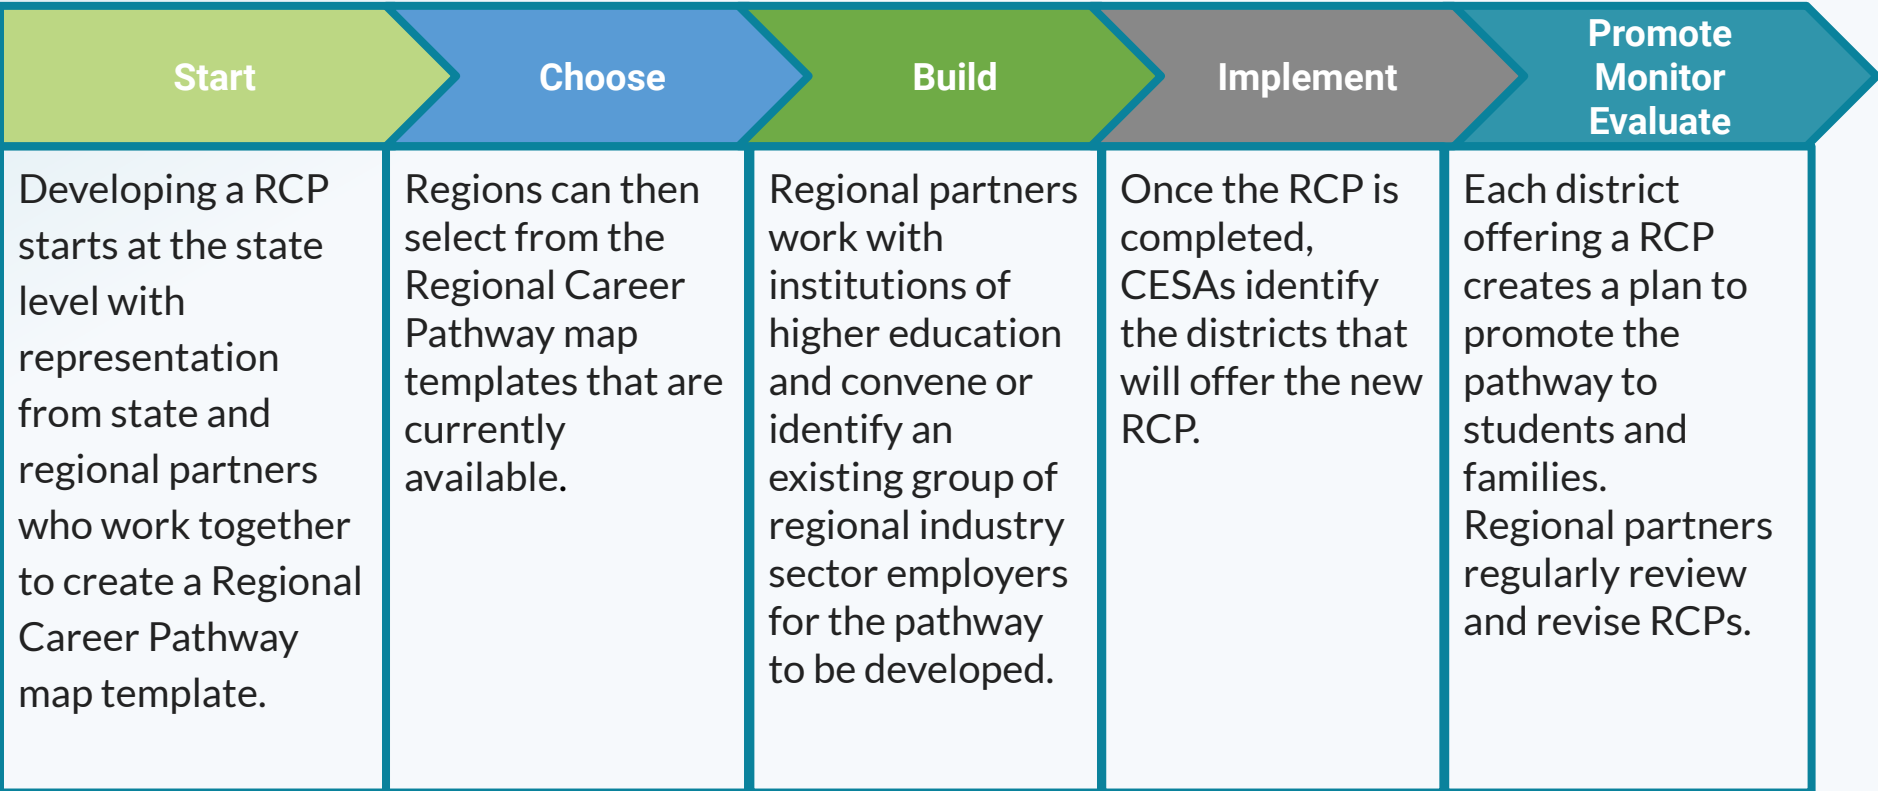 Start
Choose
Build
Implement
Promote
Monitor
Evaluate
Developing a RCP
starts at the state
level with
representation
from state and
regional partners
who work together
to create a Regional
Career Pathway
map template.
Regions can then
select from the
Regional Career
Pathway map
templates that are
currently
available.
Regional partners
work with
institutions of
higher education
and convene or
identify an
existing group of
regional industry
sector employers
for the pathway
to be developed.
Once the RCP is
completed,
CESAs identify
the districts that
will offer the new
RCP.
Each district
offering a RCP
creates a plan to
promote the
pathway to
students and
families.
Regional partners
regularly review
and revise RCPs.